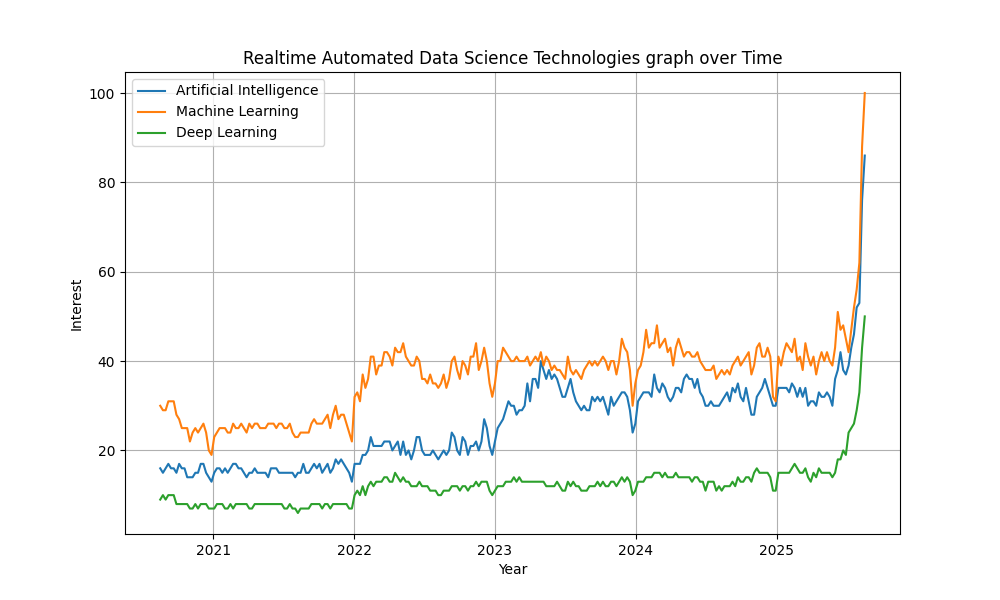 Realtime Automated Data Science Technologies graph over Time
Artificial Intelligence
Machine Learning
Deep Learning
100
80
60
40
20
Interest
2021 2022 2023 2024 2025
Year